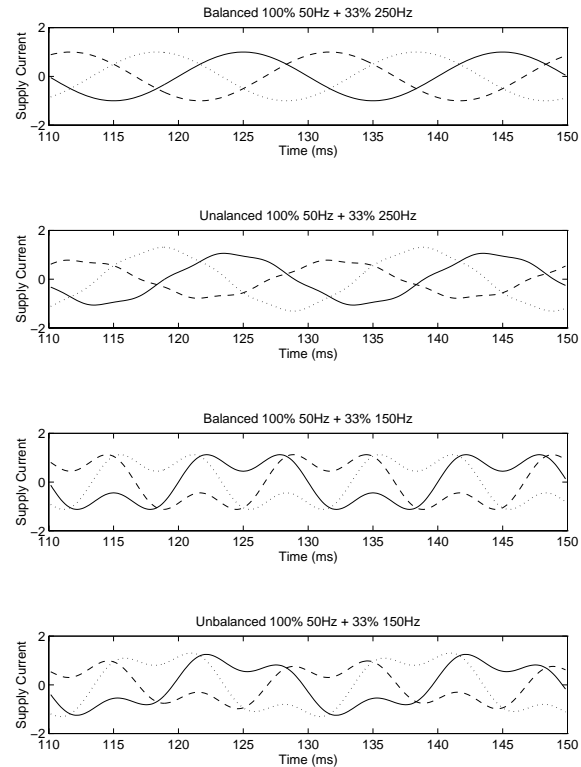 Balanced 100% 50Hz + 33% 250Hz
2
0
−2
Supply Current
110 115 120 125 130 135 140 145 150
Time (ms)
Unalanced 100% 50Hz + 33% 250Hz
2
0
−2
Supply Current
110 115 120 125 130 135 140 145 150
Time (ms)
Balanced 100% 50Hz + 33% 150Hz
2
0
−2
Supply Current
110 115 120 125 130 135 140 145 150
Time (ms)
Unbalanced 100% 50Hz + 33% 150Hz
2
0
−2
Supply Current
110 115 120 125 130 135 140 145 150
Time (ms)